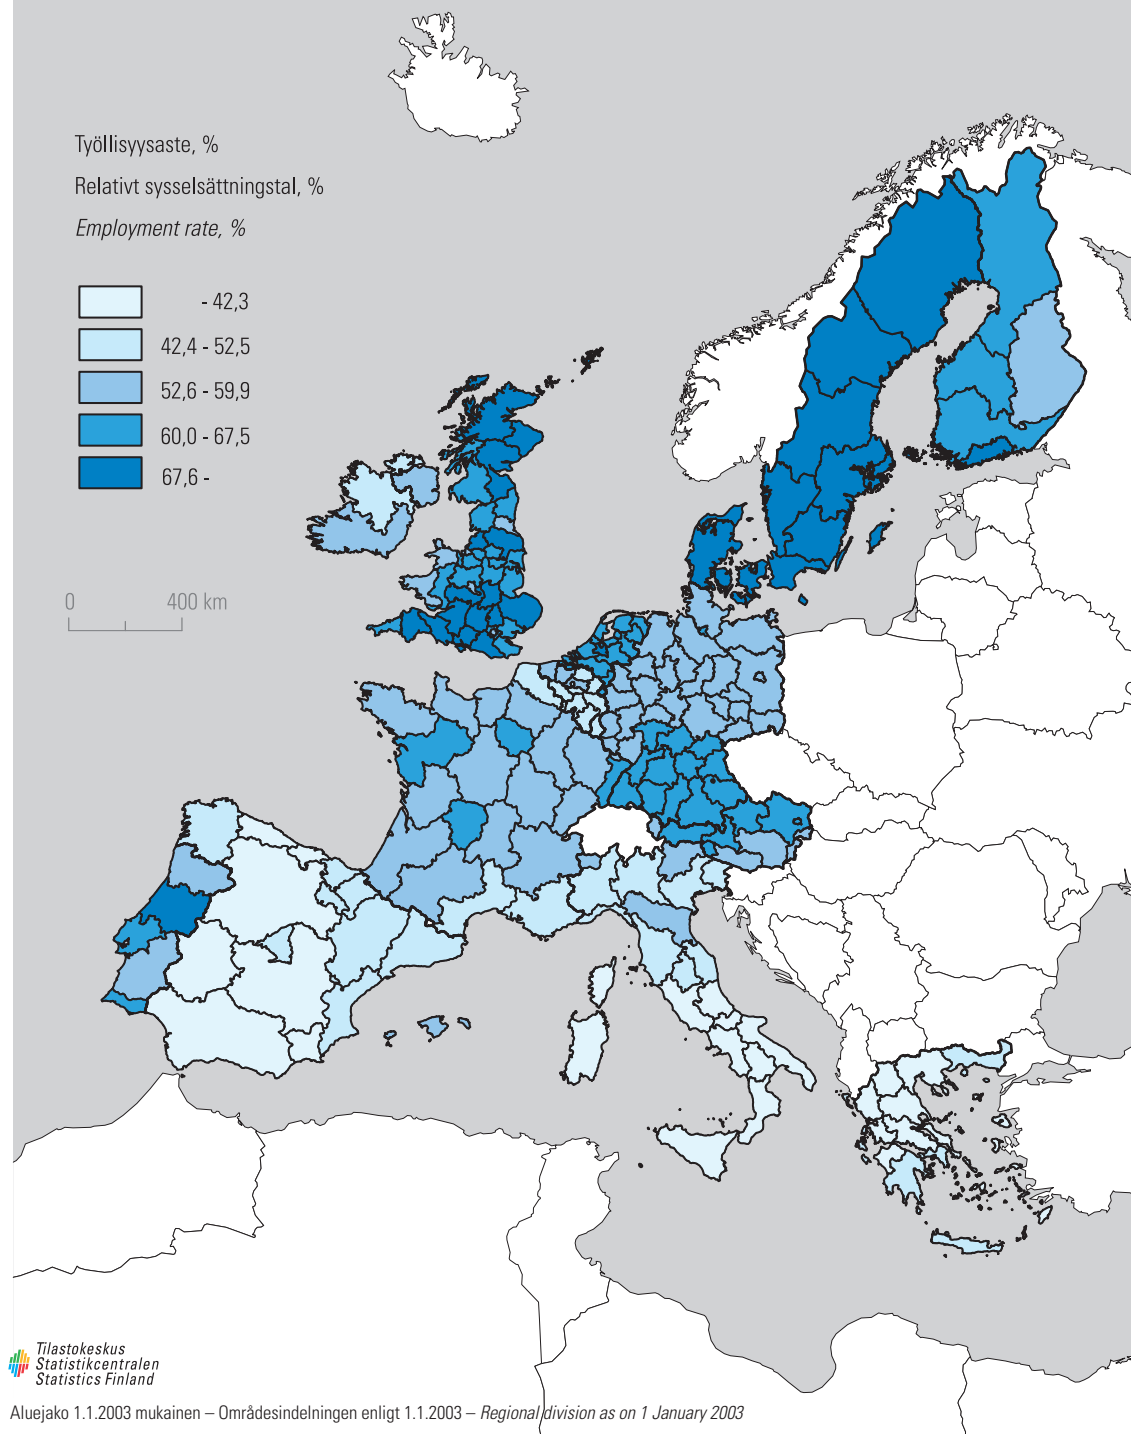 Työllisyysaste, %
Relativt sysselsättningstal, %
Employment rate, %
- 42,3
42,4 - 52,5
52,6 - 59,9
60,0 - 67,5
67,6 -
0 400 km
Tilastokeskus
Statistikcentralen
Statistics Finland
Aluejako 1.1.2003 mukainen – Områdesindelningen enligt 1.1.2003 – Regional division as on 1 January 2003